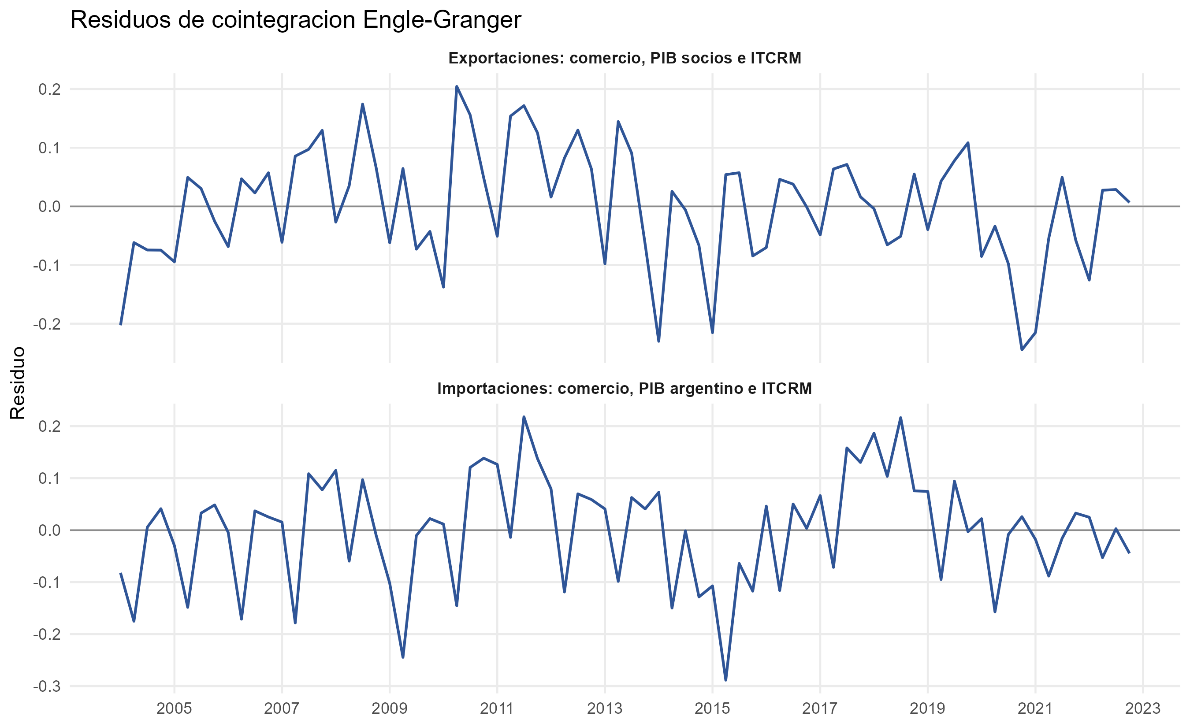 Residuos de cointegracion Engle-Granger
Exportaciones: comercio, PIB socios e ITCRM
0.2
0.1
0.0
-0.1
-0.2
Residuo
Importaciones: comercio, PIB argentino e ITCRM
0.2
0.1
0.0
-0.1
-0.2
-0.3
2005 2007 2009 2011 2013 2015 2017 2019 2021 2023